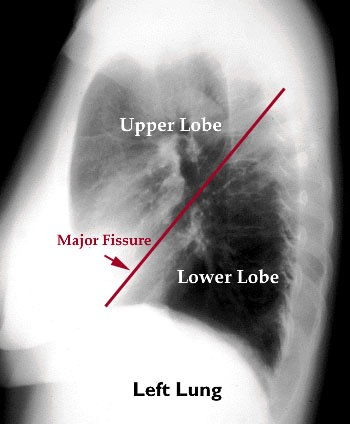 Upper Lobe
Major Fissure
Lower Lobe
Left Lung